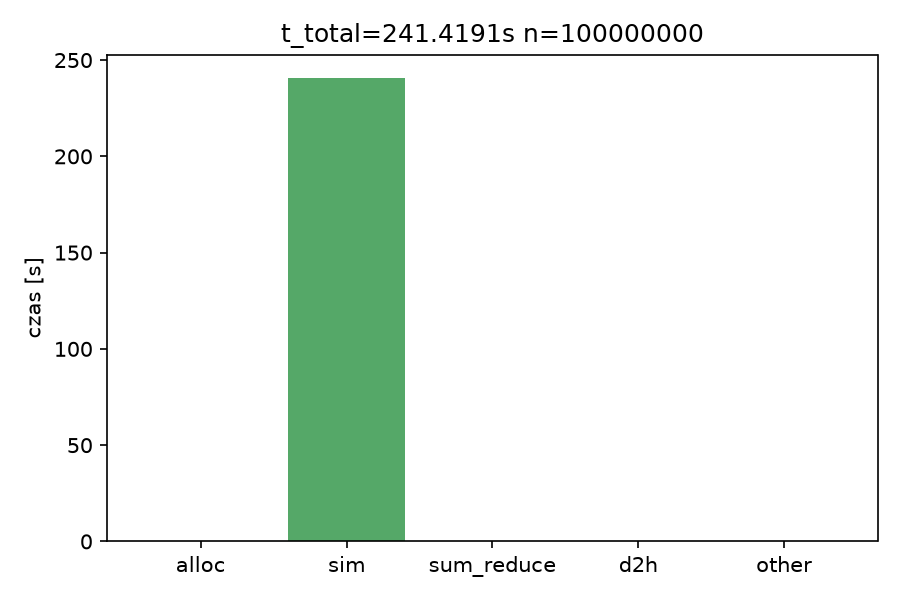 t_total=241.4191s n=100000000
czas [s]
250
200
150
100
50
0
alloc sim sum_reduce d2h other